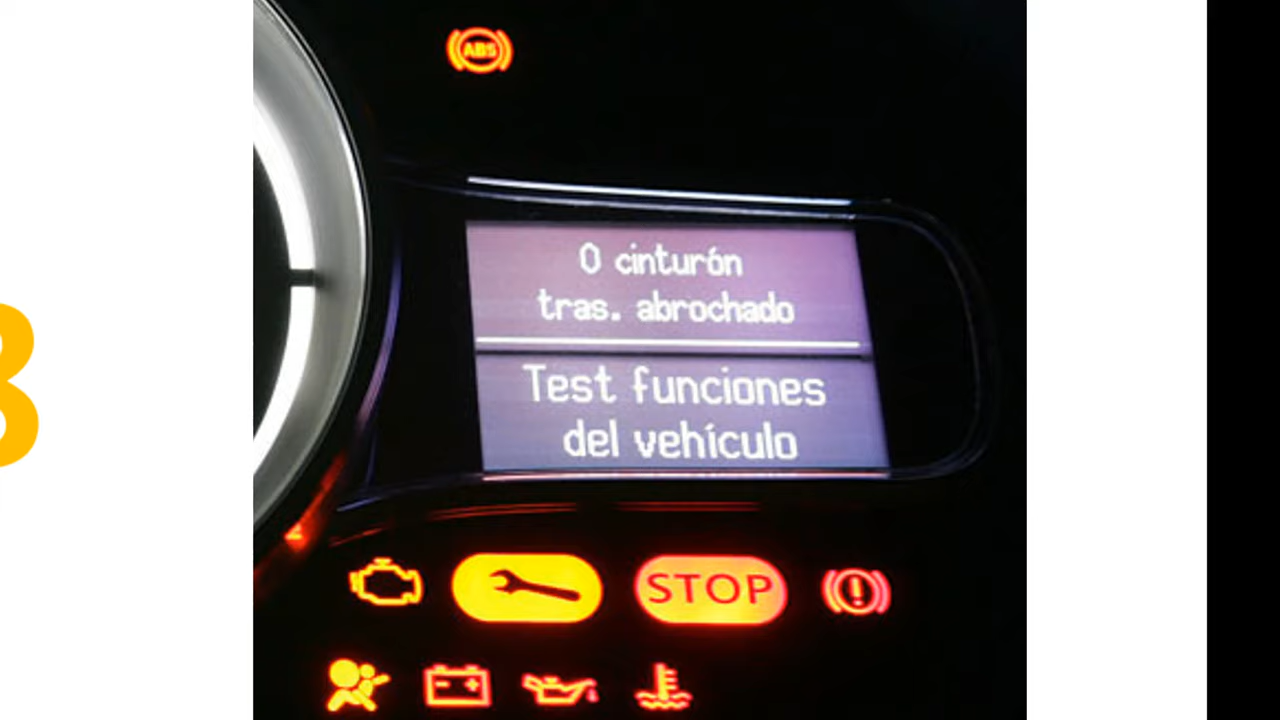 ABS
0 cinturón
tras. abrochado
Test funciones
del vehículo
STOP